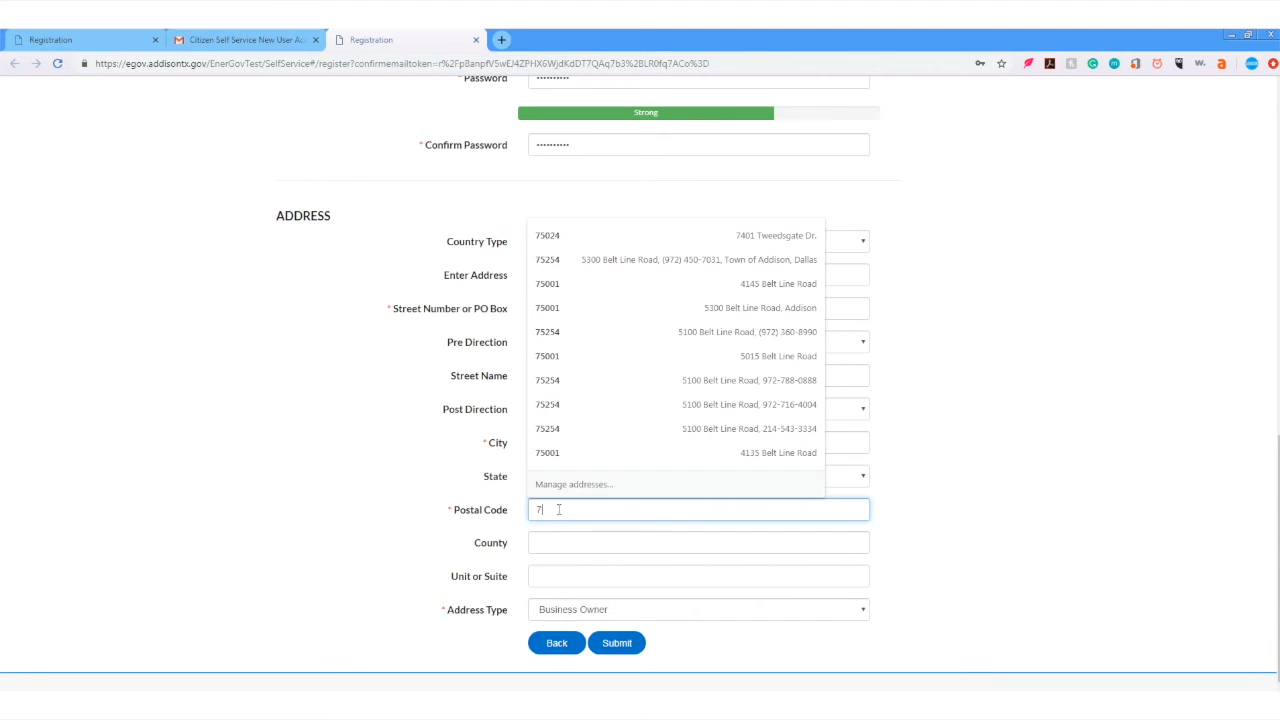 Registration
Citizen Self Service New User Ac
Registration
https://egov.addisontx.gov/EnerGovTest/SelfService#/register?confirmemailtoken=r%2FpBanpfV5wEJ4ZPHX6WjdKdDT7QAq7b3%2BLR0fq7ACo%3D
* Password
••••••••••
Strong
* Confirm Password
••••••••••
ADDRESS
Country Type
Enter Address
* Street Number or PO Box
Pre Direction
Street Name
Post Direction
* City
State
75024 7401 Tweedsgate Dr.
75254 5300 Belt Line Road, (972) 450-7031, Town of Addison, Dallas
75001 4145 Belt Line Road
75001 5300 Belt Line Road, Addison
75254 5100 Belt Line Road, (972) 360-8990
75001 5015 Belt Line Road
75254 5100 Belt Line Road, 972-788-0888
75254 5100 Belt Line Road, 972-716-4004
75254 5100 Belt Line Road, 214-543-3334
75001 4135 Belt Line Road
Manage addresses...
* Postal Code 7
County
Unit or Suite
* Address Type Business Owner
Back Submit